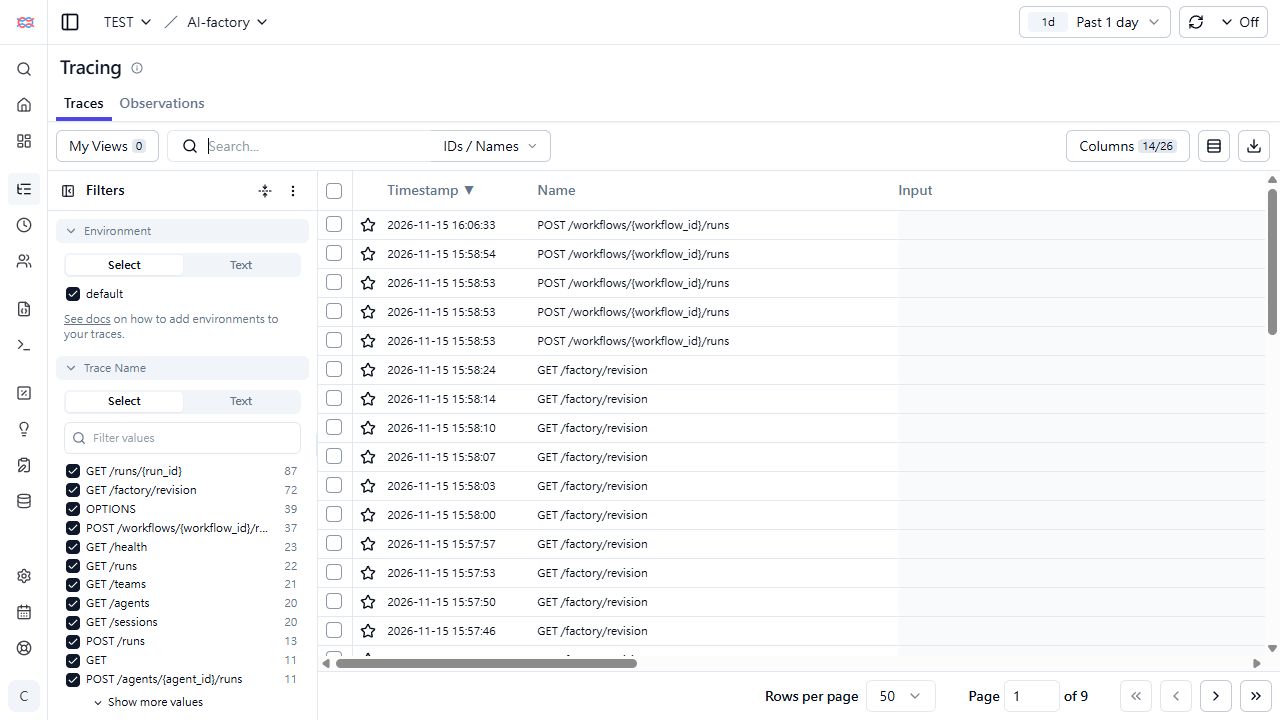 TEST
AI-factory
1d Past 1 day
Off
Tracing
Traces
Observations
My Views 0
Search...
IDs / Names
Columns 14/26
Filters
Environment
Select
Text
default
See docs on how to add environments to
your traces.
Trace Name
Select
Text
Filter values
GET /runs/{run_id} 87
GET /factory/revision 72
OPTIONS 39
POST /workflows/{workflow_id}/r... 37
GET /health 23
GET /runs 22
GET /teams 21
GET /agents 20
GET /sessions 20
POST /runs 13
GET 11
POST /agents/{agent_id}/runs 11
Show more values
C
Timestamp ▼ Name Input
2026-11-15 16:06:33 POST /workflows/{workflow_id}/runs
2026-11-15 15:58:54 POST /workflows/{workflow_id}/runs
2026-11-15 15:58:53 POST /workflows/{workflow_id}/runs
2026-11-15 15:58:53 POST /workflows/{workflow_id}/runs
2026-11-15 15:58:53 POST /workflows/{workflow_id}/runs
2026-11-15 15:58:24 GET /factory/revision
2026-11-15 15:58:14 GET /factory/revision
2026-11-15 15:58:10 GET /factory/revision
2026-11-15 15:58:07 GET /factory/revision
2026-11-15 15:58:03 GET /factory/revision
2026-11-15 15:58:00 GET /factory/revision
2026-11-15 15:57:57 GET /factory/revision
2026-11-15 15:57:53 GET /factory/revision
2026-11-15 15:57:50 GET /factory/revision
2026-11-15 15:57:46 GET /factory/revision
Rows per page 50 Page 1 of 9